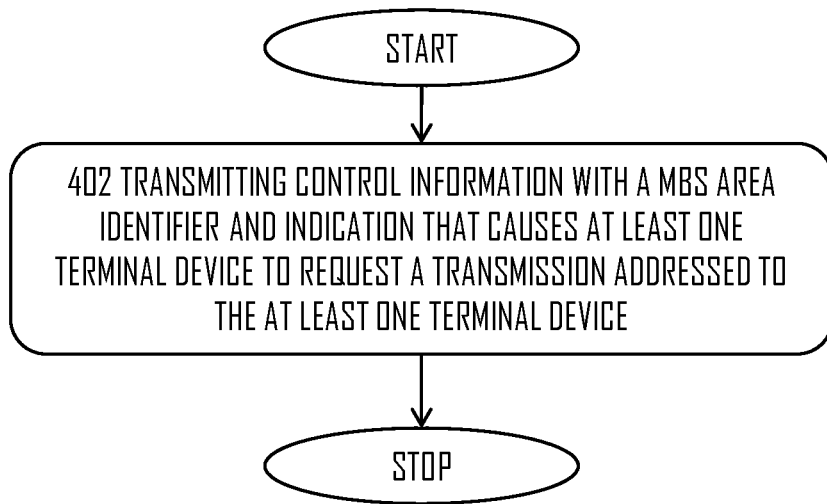 START
402 TRANSMITTING CONTROL INFORMATION WITH A MBS AREA
IDENTIFIER AND INDICATION THAT CAUSES AT LEAST ONE
TERMINAL DEVICE TO REQUEST A TRANSMISSION ADDRESSED TO
THE AT LEAST ONE TERMINAL DEVICE
STOP